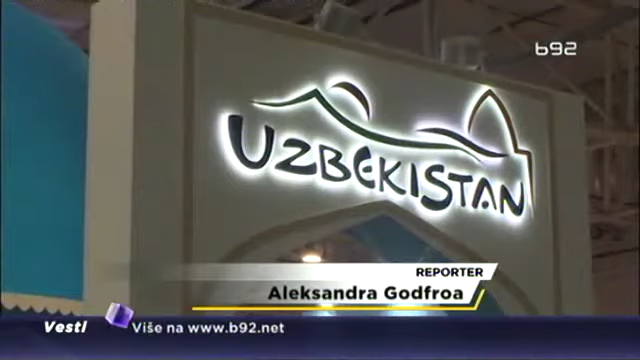 b92
UZBEKISTAN
REPORTER
Aleksandra Godfroa
Vesti
Više na www.b92.net